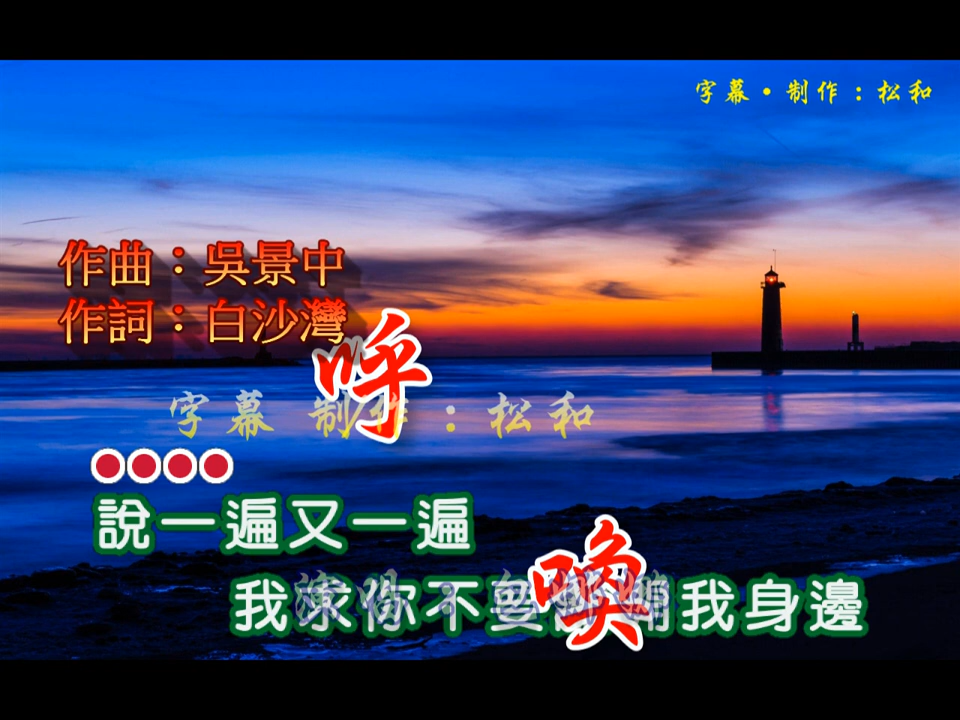 字幕·制作：松和
作曲：吳景中
作詞：白沙灣
呼
字幕 制作：松和
說一遍又一遍
喚
我求你不要離開我身邊